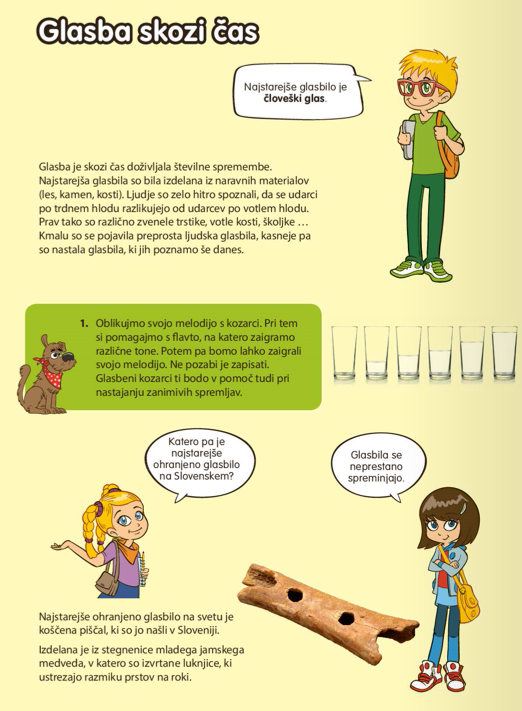 Glasba skozi čas
Najstarejše glasbilo je
človeški glas.
Glasba je skozi čas doživljala številne spremembe.
Najstarejša glasbila so bila izdelana iz naravnih materialov
(les, kamen, kosti). Ljudje so zelo hitro spoznali, da se udarci
po trdnem hlodu razlikujejo od udarcev po votlem hlodu.
Prav tako so različno zvenele trstike, votle kosti, školjke ...
Kmalu so se pojavila preprosta ljudska glasbila, kasneje pa
so nastala glasbila, ki jih poznamo še danes.
1. Oblikujmo svojo melodijo s kozarci. Pri tem
si pomagajmo s flavto, na katero zaigramo
različne tone. Potem pa bomo lahko zaigrali
svojo melodijo. Ne pozabi je zapisati.
Glasbeni kozarci ti bodo v pomoč tudi pri
nastajanju zanimivih spremljav.
Katero pa je
najstarejše
ohranjeno glasbilo
na Slovenskem?
Glasbila se
neprestano
spreminjajo.
Najstarejše ohranjeno glasbilo na svetu je
koščena piščal, ki so jo našli v Sloveniji.
Izdelana je iz stegnenice mladega jamskega
medveda, v katero so izvrtane luknjice, ki
ustrezajo razmiku prstov na roki.